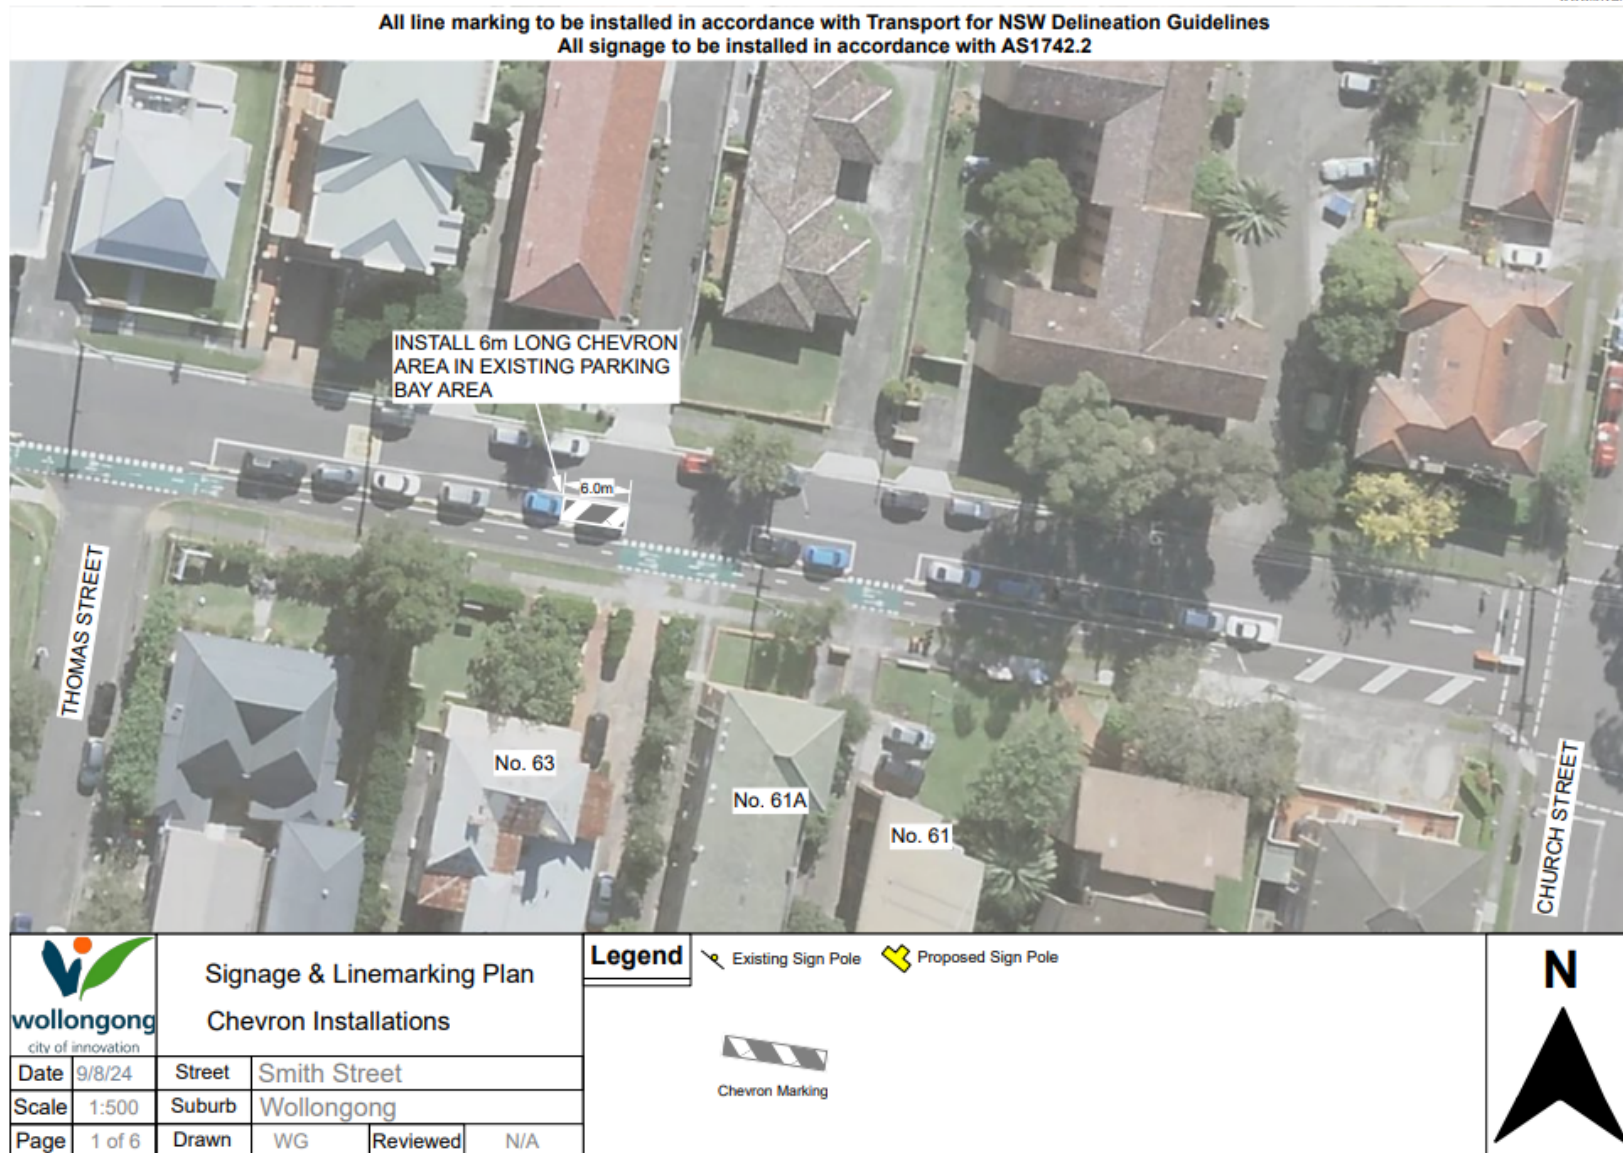 All line marking to be installed in accordance with Transport for NSW Delineation Guidelines
All signage to be installed in accordance with AS1742.2
INSTALL 6m LONG CHEVRON
AREA IN EXISTING PARKING
BAY AREA
6.0m
THOMAS STREET
No. 63
No. 61A
No. 61
CHURCH STREET
wollongong
city of innovation
Signage & Linemarking Plan
Chevron Installations
Date 9/8/24 Street Smith Street
Scale 1:500 Suburb Wollongong
Page 1 of 6 Drawn WG Reviewed N/A
Legend Existing Sign Pole Proposed Sign Pole
Chevron Marking
N